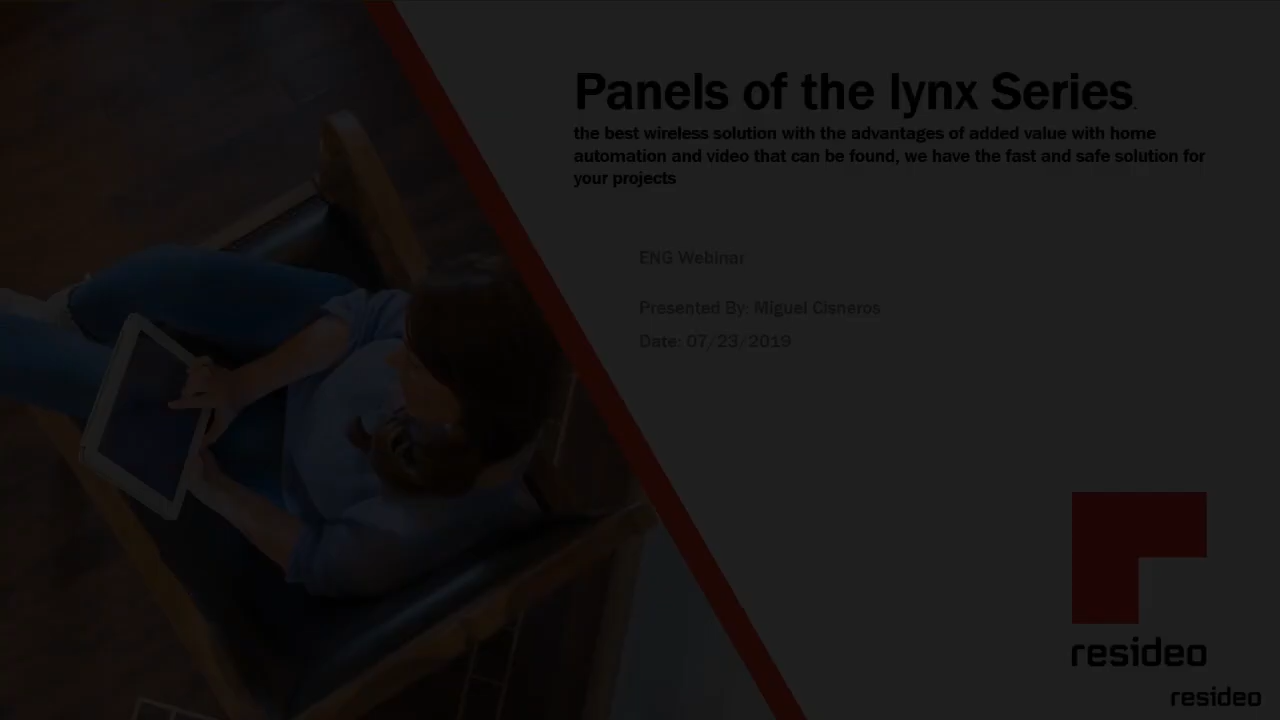 Panels of the lynx Series.
the best wireless solution with the advantages of added value with home
automation and video that can be found, we have the fast and safe solution for
your projects
ENG Webinar
Presented By: Miguel Cisneros
Date: 07/23/2019
resideo
resideo